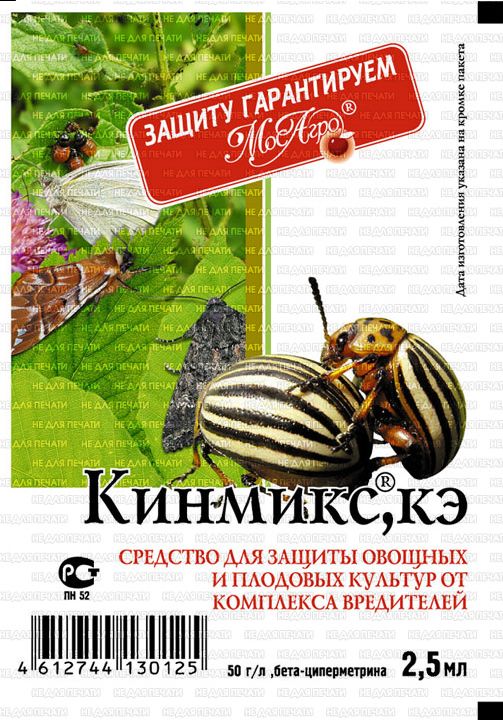 ЗАЩИТУ ГАРАНТИРУЕМ
МосАгро®
Дата изготовления указана на кромке пакета
Кинмикс®,кэ
СРЕДСТВО ДЛЯ ЗАЩИТЫ ОВОЩНЫХ
И ПЛОДОВЫХ КУЛЬТУР ОТ
КОМПЛЕКСА ВРЕДИТЕЛЕЙ
РСТ
ПН 52
4 612744 130125
50 г/л ,бета-циперметрина 2,5 мл
НЕ ДЛЯ ПЕЧАТИ